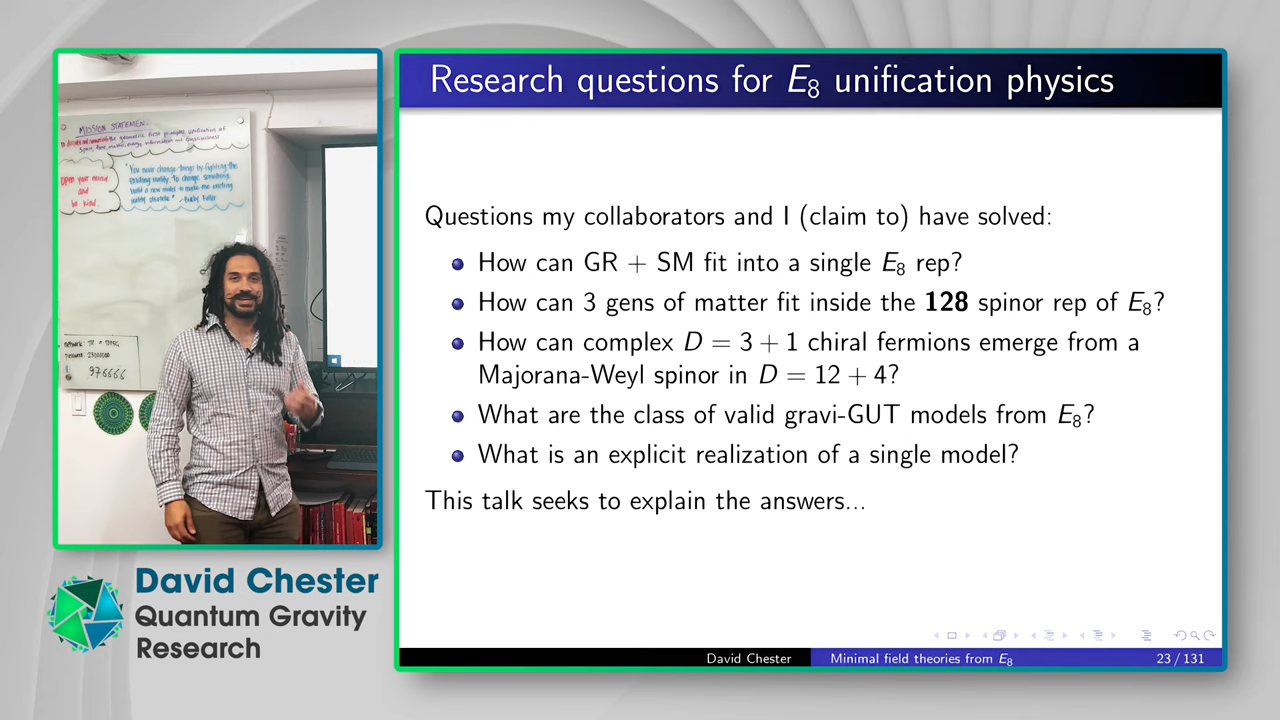 MISSION STATEMENT
Open your mind
and
be kind.
"You never change things by fighting the
existing reality. To change something,
build a new model to make the existing
reality obsolete" - Bucky Fuller
976666
David Chester
Quantum Gravity
Research
Research questions for E₈ unification physics
Questions my collaborators and I (claim to) have solved:
How can GR + SM fit into a single E₈ rep?
How can 3 gens of matter fit inside the 128 spinor rep of E₈?
How can complex D = 3 + 1 chiral fermions emerge from a
Majorana-Weyl spinor in D = 12 + 4?
What are the class of valid gravi-GUT models from E₈?
What is an explicit realization of a single model?
This talk seeks to explain the answers...
David Chester
Minimal field theories from E₈
23 / 131